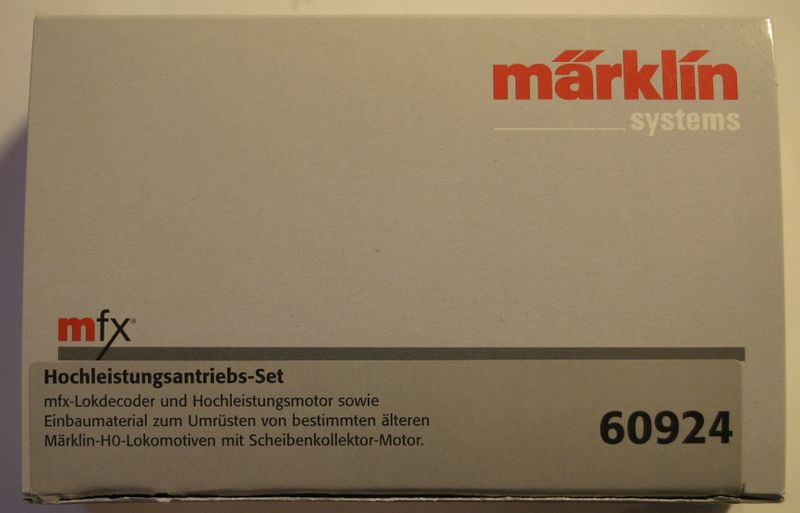 märklín
systems
mfx®
Hochleistungsantriebs-Set
mfx-Lokdecoder und Hochleistungsmotor sowie
Einbaumaterial zum Umrüsten von bestimmten älteren
Märklin-H0-Lokomotiven mit Scheibenkollektor-Motor.
60924